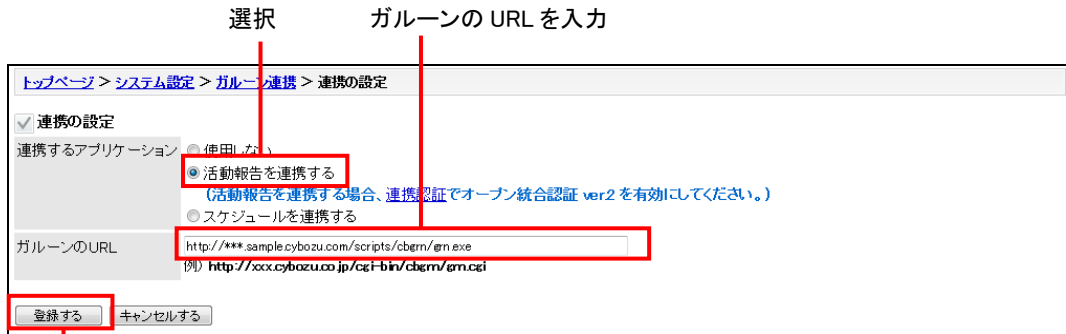 選択 ガルーンの URL を入力
トップページ > システム設定 > ガルーン連携 > 連携の設定
連携の設定
連携するアプリケーション 使用しない
活動報告を連携する
(活動報告を連携する場合、連携認証でオープン統合認証 ver.2 を有効にしてください。)
スケジュールを連携する
ガルーンのURL http://***.sample.cybozu.com/scripts/cbgrn/grn.exe
例) http://xxx.cybozu.co.jp/cgi-bin/cbgrn/grn.cgi
登録する キャンセルする